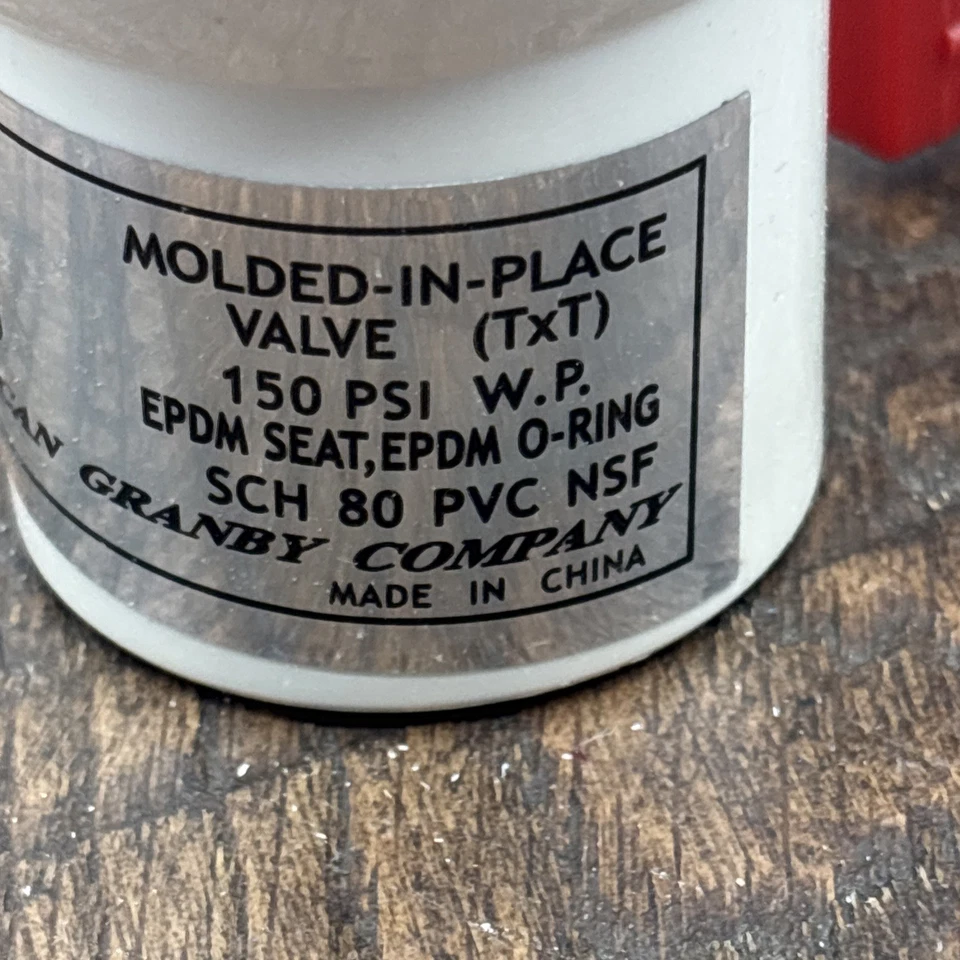 MOLDED-IN-PLACE
VALVE (TxT)
150 PSI W.P.
EPDM SEAT,EPDM O-RING
SCH 80 PVC NSF
GRANBY COMPANY
MADE IN CHINA